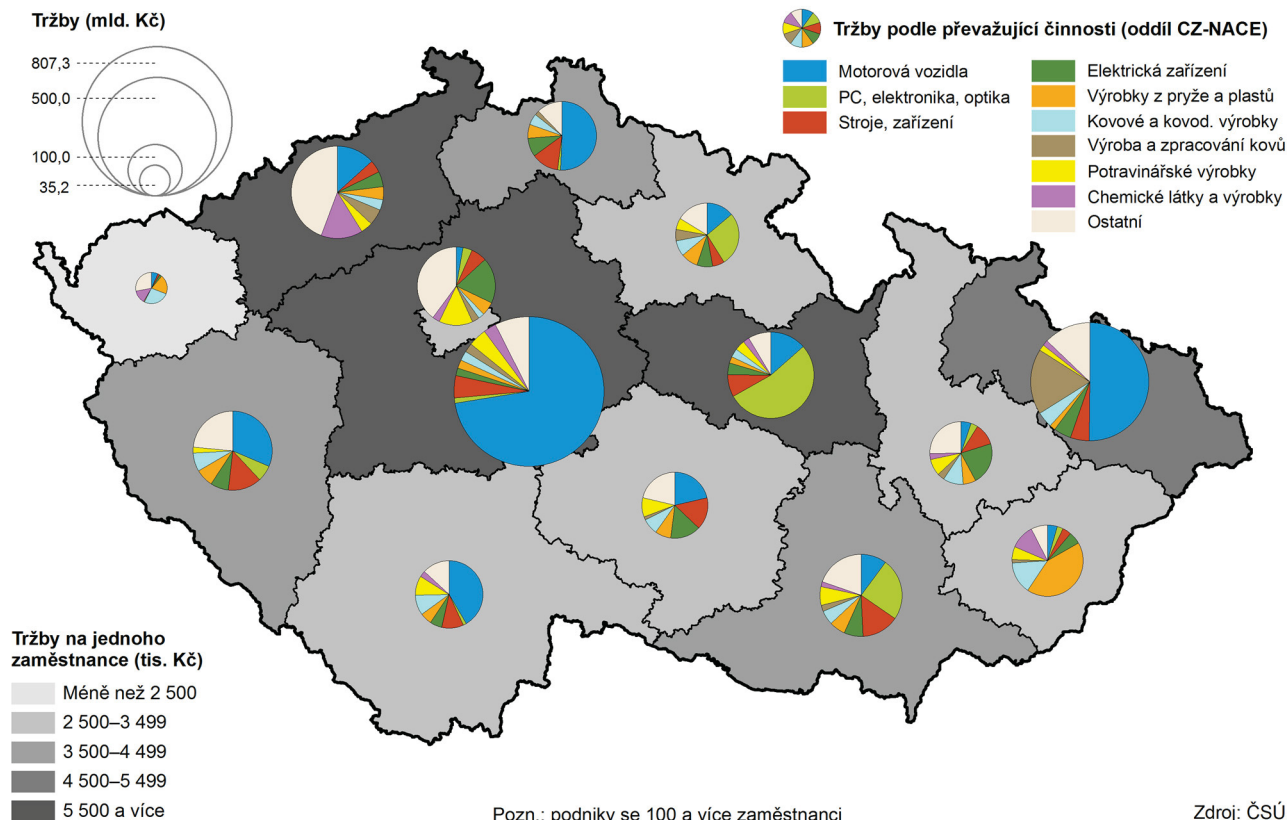 Tržby (mld. Kč)
807,3
500,0
100,0
35,2
Tržby podle převažující činnosti (oddíl CZ-NACE)
Motorová vozidla
PC, elektronika, optika
Stroje, zařízení
Elektrická zařízení
Výrobky z pryže a plastů
Kovové a kovod. výrobky
Výroba a zpracování kovů
Potravinářské výrobky
Chemické látky a výrobky
Ostatní
Tržby na jednoho
zaměstnance (tis. Kč)
Méně než 2 500
2 500–3 499
3 500–4 499
4 500–5 499
5 500 a více
Pozn.: podniky se 100 a více zaměstnanci
Zdroj: ČSÚ